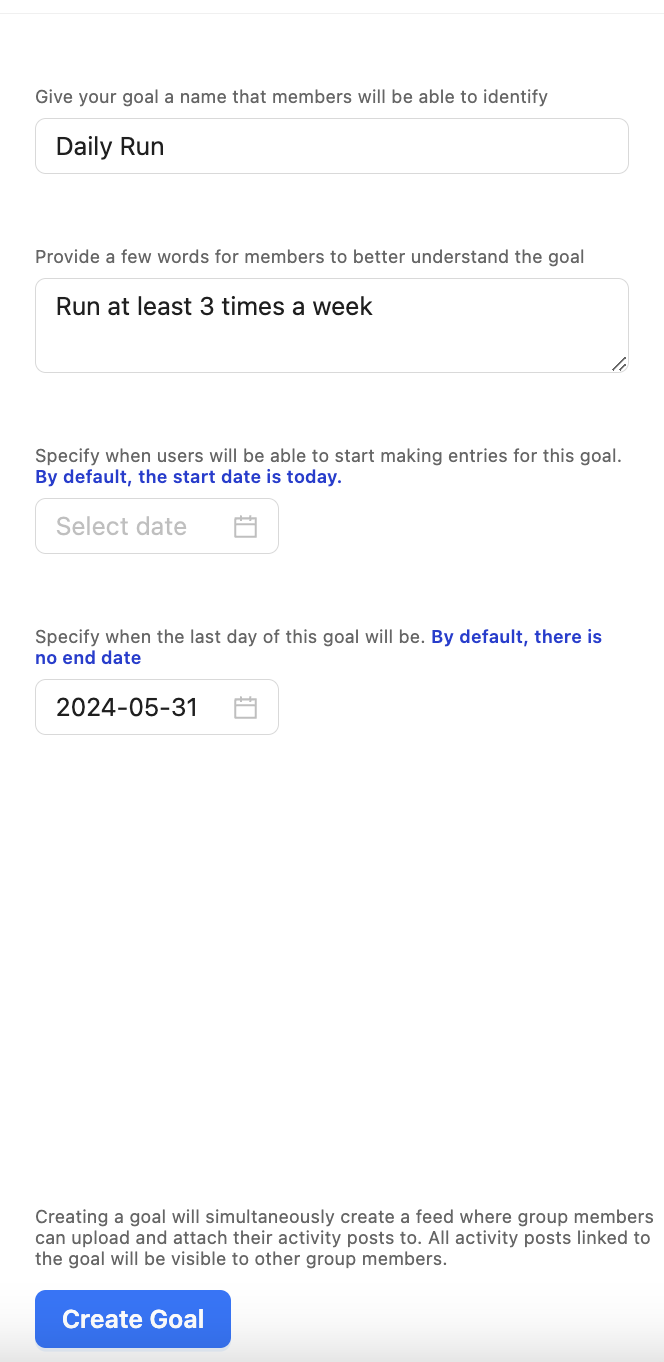 Give your goal a name that members will be able to identify
Daily Run
Provide a few words for members to better understand the goal
Run at least 3 times a week
Specify when users will be able to start making entries for this goal.
By default, the start date is today.
Select date
Specify when the last day of this goal will be. By default, there is
no end date
2024-05-31
Creating a goal will simultaneously create a feed where group members
can upload and attach their activity posts to. All activity posts linked to
the goal will be visible to other group members.
Create Goal